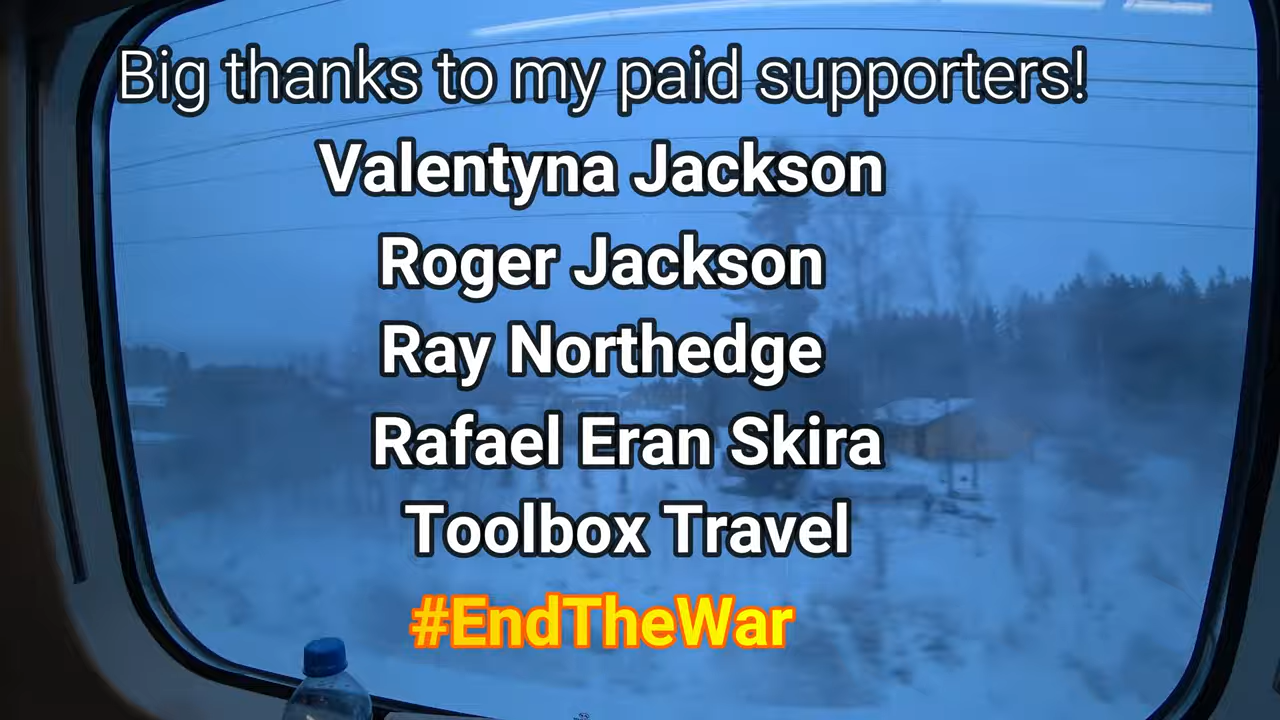 Big thanks to my paid supporters!
Valentyna Jackson
Roger Jackson
Ray Northedge
Rafael Eran Skira
Toolbox Travel
#EndTheWar